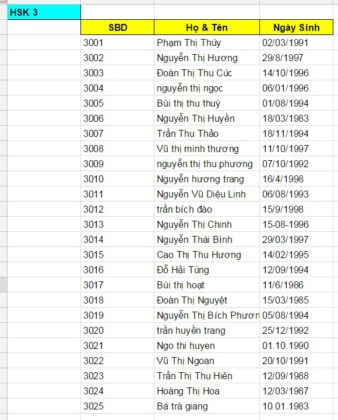 HSK 3
SBD Họ & Tên Ngày Sinh
3001 Phạm Thị Thúy 02/03/1991
3002 Nguyễn Thị Hương 29/8/1997
3003 Đoàn Thị Thu Cúc 14/10/1996
3004 nguyễn thị ngọc 06/01/1996
3005 Bùi thị thu thuỷ 01/08/1994
3006 Nguyễn Thị Huyền 18/03/1983
3007 Trần Thu Thảo 18/11/1994
3008 Vũ thị minh thương 11/10/1997
3009 nguyễn thị thu phương 07/10/1992
3010 Nguyễn hương trang 16/4/1998
3011 Nguyễn Vũ Diệu Linh 06/08/1993
3012 trần bích đào 15/9/1998
3013 Nguyễn Thị Chinh 15-08-1996
3014 Nguyễn Thái Bình 29/03/1997
3015 Cao Thị Thu Hương 14/02/1995
3016 Đỗ Hải Tùng 12/09/1994
3017 Bùi thị hoạt 11/6/1986
3018 Đoàn Thị Nguyệt 15/03/1985
3019 Nguyễn Thị Bích Phươn 05/08/1994
3020 trần huyền trang 25/12/1992
3021 Ngo thi huyen 01.10.1990
3022 Vũ Thị Ngoan 20/10/1991
3023 Trần Thị Thu Hiên 12/09/1988
3024 Hoàng Thị Hoa 12/03/1987
3025 Bá trà giang 10.01.1983